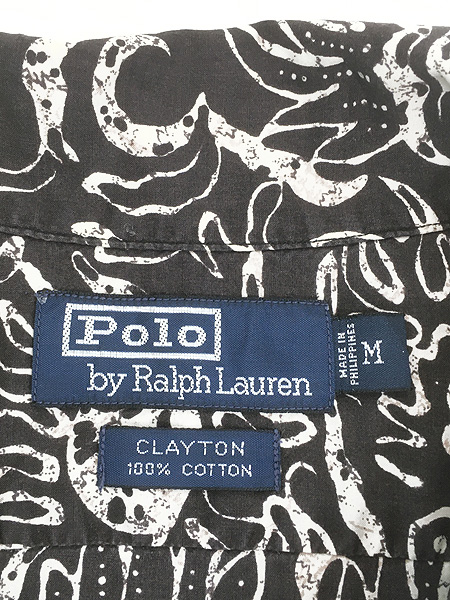 Polo
by Ralph Lauren
MADE IN
PHILIPPINES
M
CLAYTON
100% COTTON